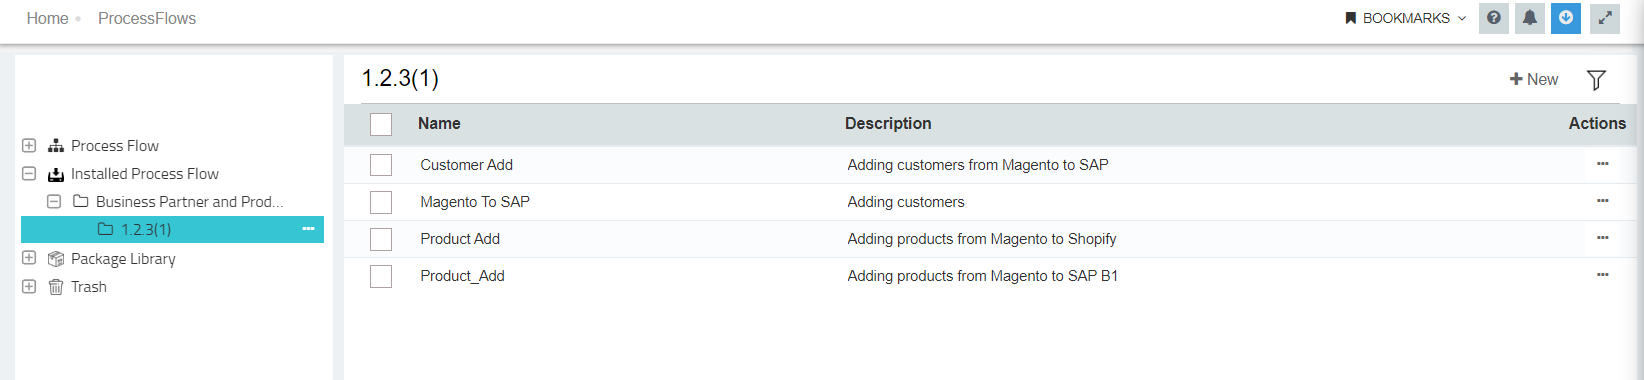 Home ProcessFlows BOOKMARKS
1.2.3(1) New
Name Description Actions
Process Flow
Installed Process Flow
Business Partner and Prod...
1.2.3(1)
Package Library
Trash
Customer Add Adding customers from Magento to SAP
Magento To SAP Adding customers
Product Add Adding products from Magento to Shopify
Product_Add Adding products from Magento to SAP B1